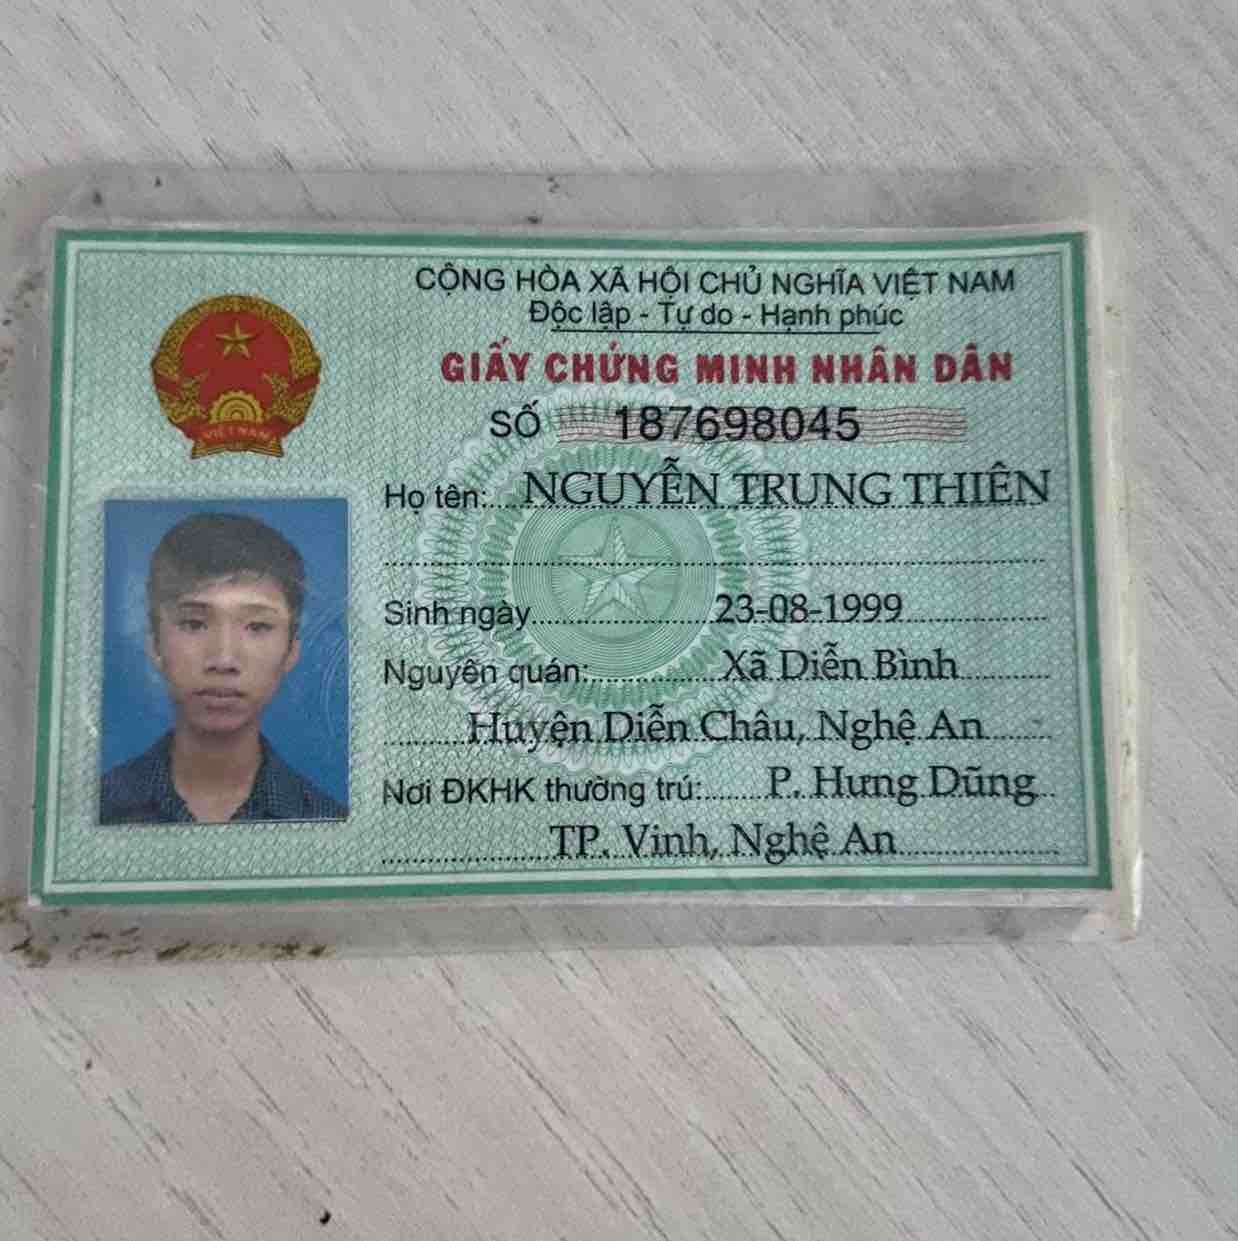 CỘNG HÒA XÃ HỘI CHỦ NGHĨA VIỆT NAM
Độc lập - Tự do - Hạnh phúc
GIẤY CHỨNG MINH NHÂN DÂN
SỐ 187698045
VIỆT NAM
Họ tên: NGUYỄN TRUNG THIÊN
Sinh ngày 23-08-1999
Nguyên quán: Xã Diễn Bình
Huyện Diễn Châu, Nghệ An
Nơi ĐKHK thường trú: P. Hưng Dũng
TP. Vinh, Nghệ An